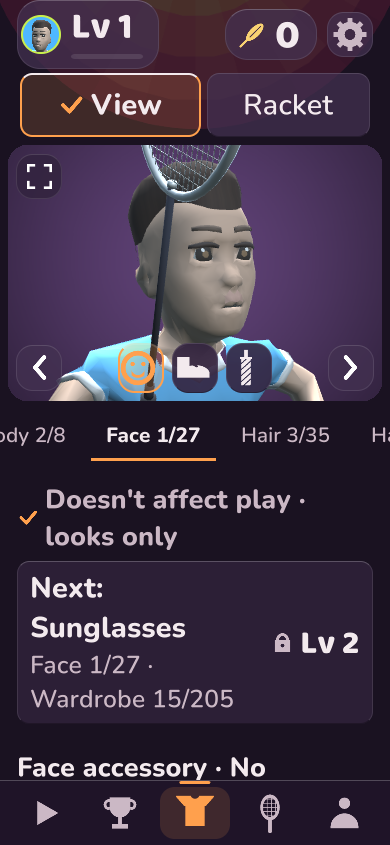 Lv 1
0
View
Racket
ody 2/8
Face 1/27
Hair 3/35
Ha
Doesn't affect play ·
looks only
Next:
Sunglasses
Lv 2
Face 1/27 ·
Wardrobe 15/205
Face accessory · No